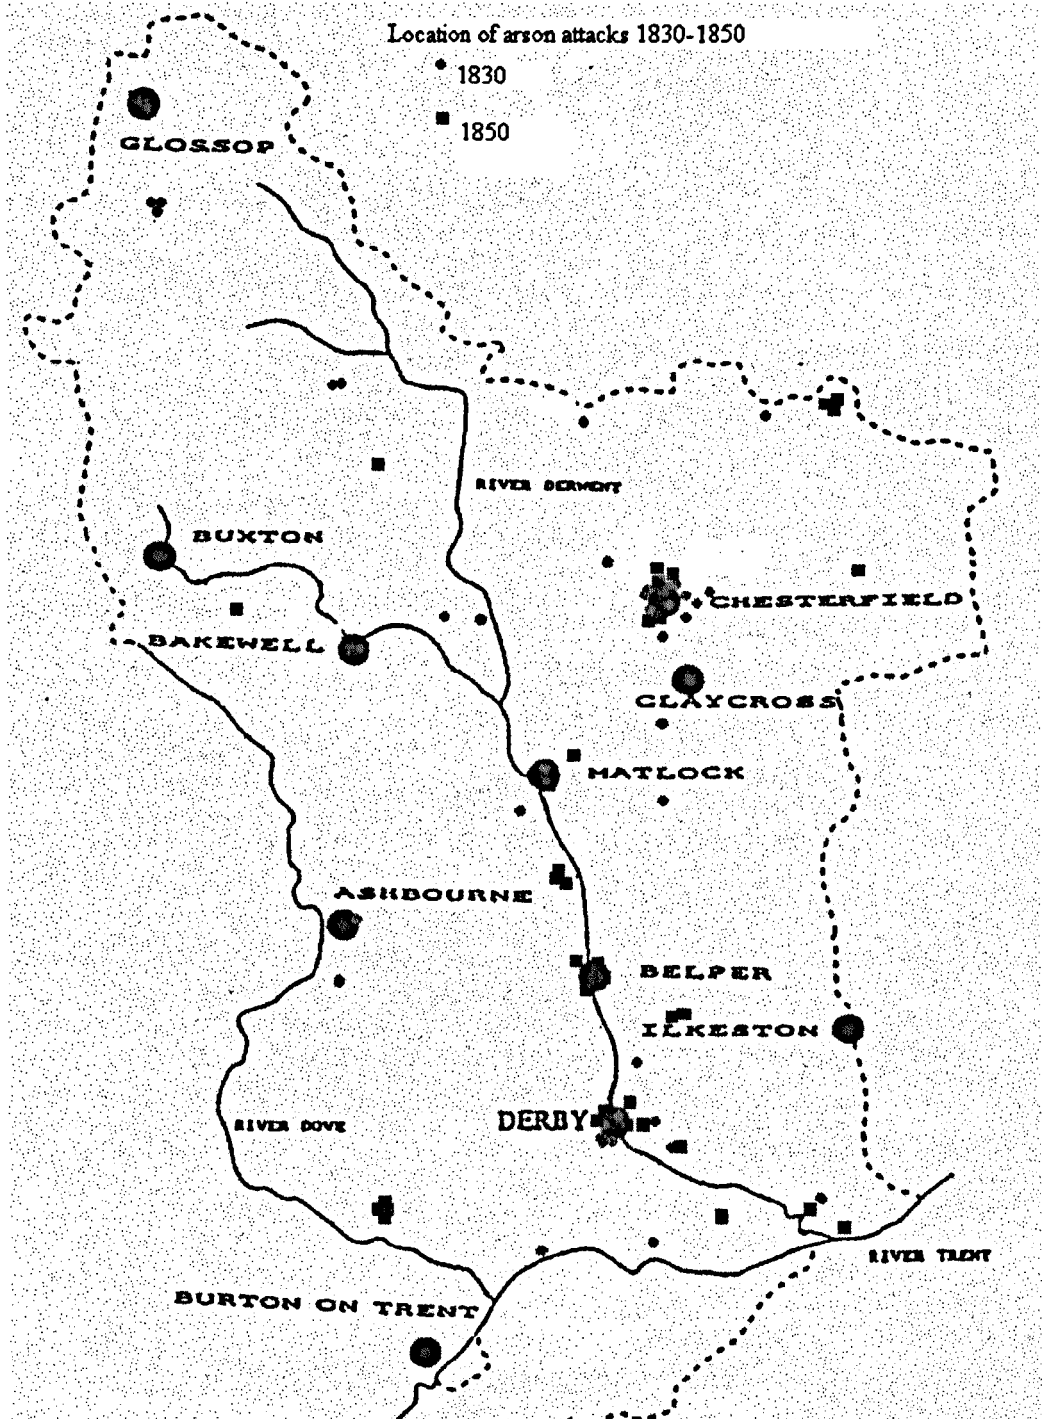 Location of arson attacks 1830-1850
1830
1850
GLOSSOP
RIVER DERWENT
BUXTON
CHESTERFIELD
BAKEWELL
CLAYCROSS
MATLOCK
ASHBOURNE
BELPER
ILKESTON
DERBY
RIVER DOVE
RIVER TRENT
BURTON ON TRENT